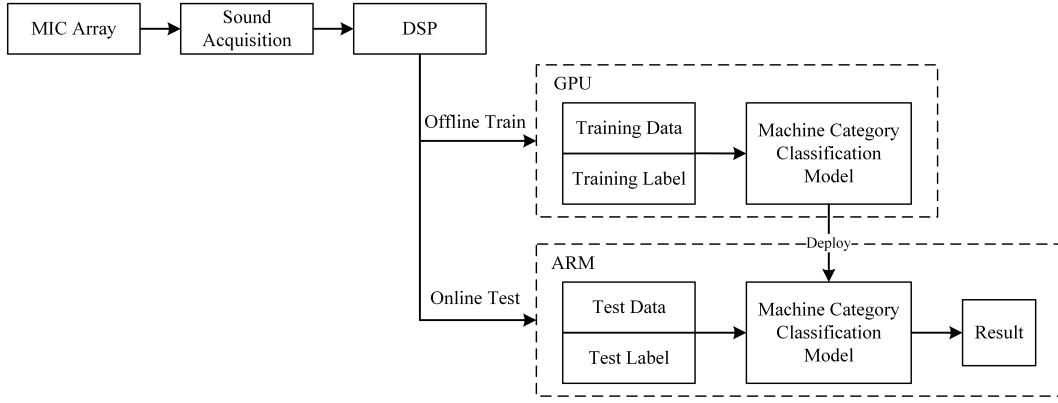 MIC Array
Sound
Acquisition
DSP
GPU
Offline Train
Training Data
Training Label
Machine Category
Classification
Model
Deploy
ARM
Online Test
Test Data
Test Label
Machine Category
Classification
Model
Result